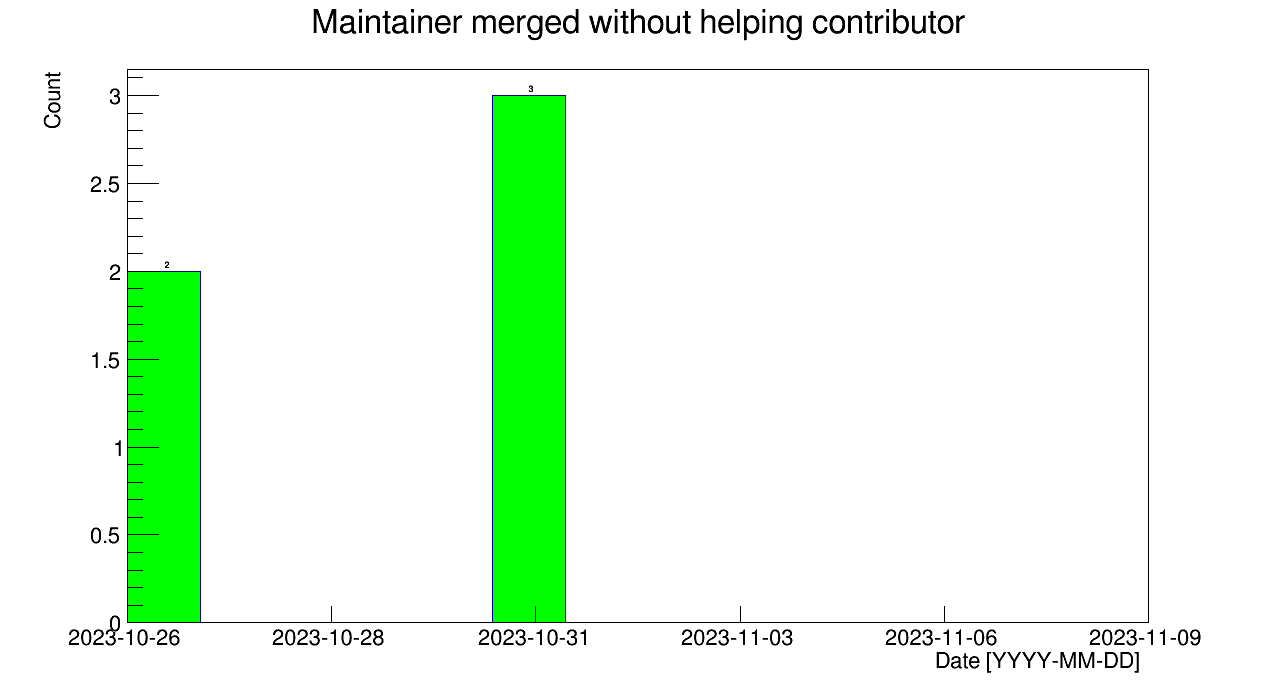 Maintainer merged without helping contributor
Count
3
2.5
2
1.5
1
0.5
0
2
3
2023-10-26 2023-10-28 2023-10-31 2023-11-03 2023-11-06 2023-11-09
Date [YYYY-MM-DD]